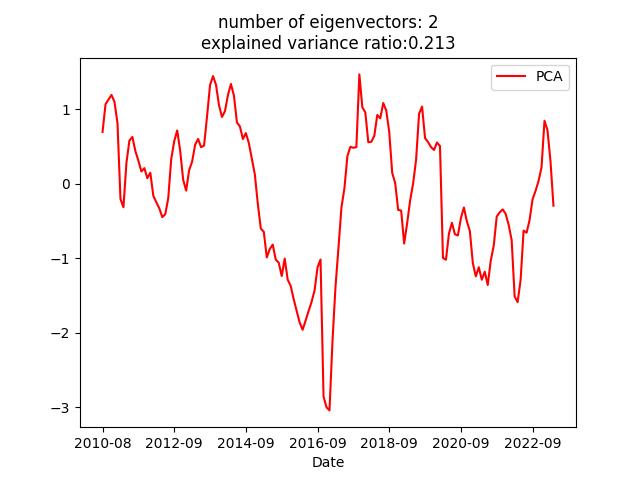 number of eigenvectors: 2
explained variance ratio:0.213
PCA
1
0
−1
−2
−3
2010-08 2012-09 2014-09 2016-09 2018-09 2020-09 2022-09
Date